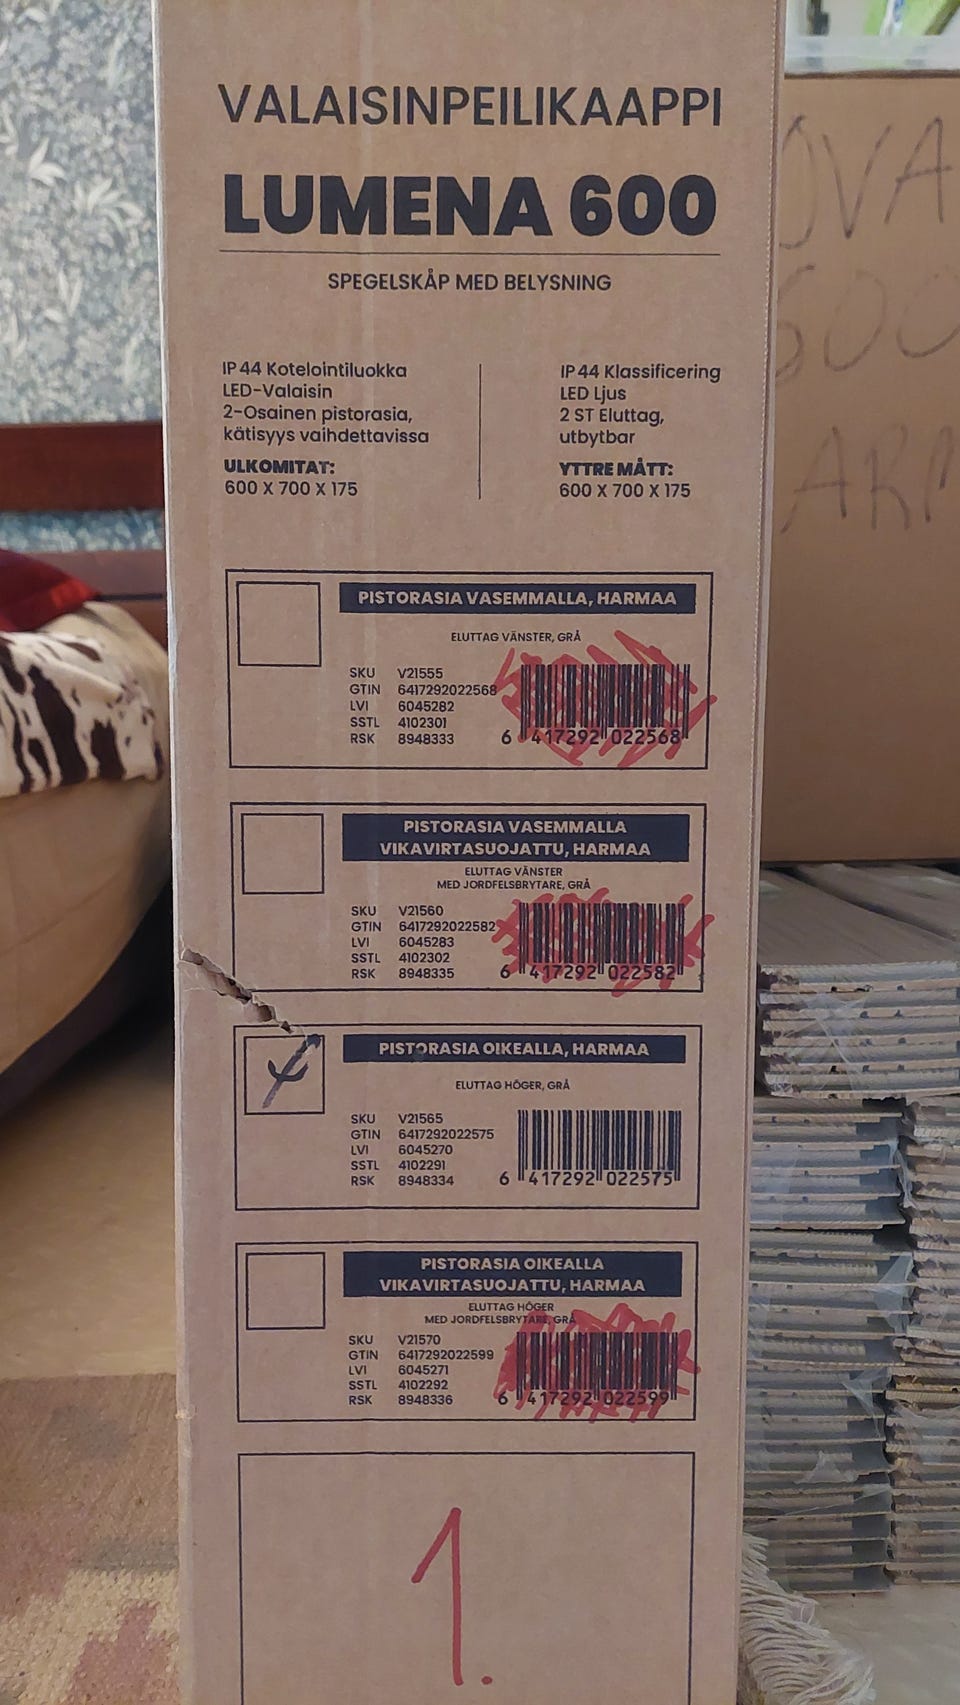 VALAISINPEILIKAAPPI
LUMENA 600
SPEGELSKÅP MED BELYSNING
IP 44 Kotelointiluokka
LED-Valaisin
2-Osainen pistorasia,
kätisyys vaihdettavissa
ULKOMITAT:
600 X 700 X 175
IP 44 Klassificering
LED Ljus
2 ST Eluttag,
utbytbar
YTTRE MÅTT:
600 X 700 X 175
PISTORASIA VASEMMALLA, HARMAA
ELUTTAG VÄNSTER, GRÅ
SKU V21555
GTIN 6417292022568
LVI 6045282
SSTL 4102301
RSK 8948333
6 417292 022568
PISTORASIA VASEMMALLA
VIKAVIRTASUOJATTU, HARMAA
ELUTTAG VÄNSTER
MED JORDFELSBRYTARE, GRÅ
SKU V21560
GTIN 6417292022582
LVI 6045283
SSTL 4102302
RSK 8948335
6 417292 022582
PISTORASIA OIKEALLA, HARMAA
ELUTTAG HÖGER, GRÅ
SKU V21565
GTIN 6417292022575
LVI 6045270
SSTL 4102291
RSK 8948334
6 417292 022575
PISTORASIA OIKEALLA
VIKAVIRTASUOJATTU, HARMAA
ELUTTAG HÖGER
MED JORDFELSBRYTARE, GRÅ
SKU V21570
GTIN 6417292022599
LVI 6045271
SSTL 4102292
RSK 8948336
6 417292 022599
1.